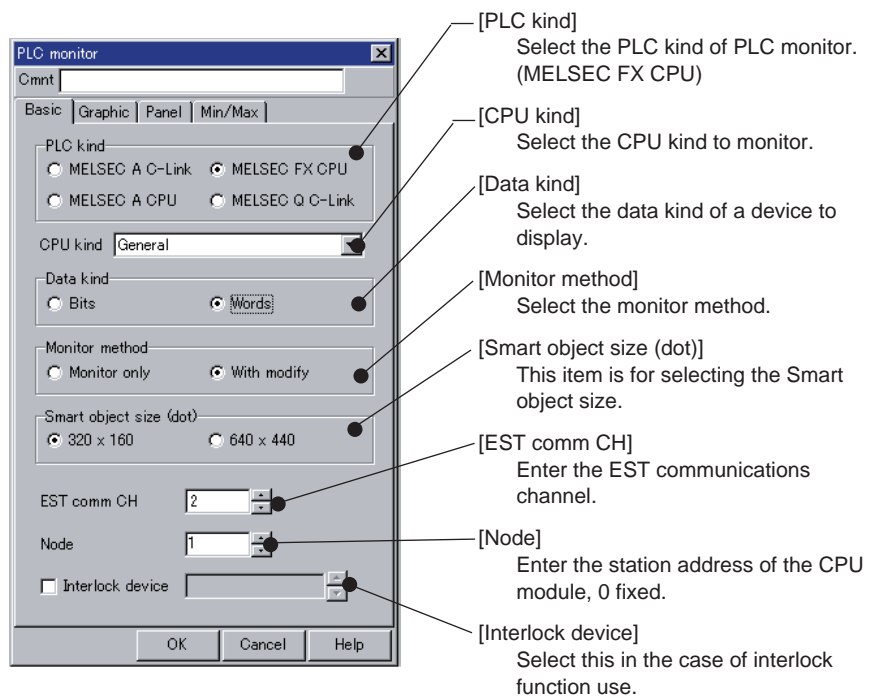 PLC monitor
Cmnt
Basic Graphic Panel Min/Max
PLC kind
MELSEC A C-Link MELSEC FX CPU
MELSEC A CPU MELSEC Q C-Link
CPU kind General
Data kind
Bits Words
Monitor method
Monitor only With modify
Smart object size (dot)
320 x 160 640 x 440
EST comm CH 2
Node 1
Interlock device
OK Cancel Help
[PLC kind]
Select the PLC kind of PLC monitor.
(MELSEC FX CPU)
[CPU kind]
Select the CPU kind to monitor.
[Data kind]
Select the data kind of a device to
display.
[Monitor method]
Select the monitor method.
[Smart object size (dot)]
This item is for selecting the Smart
object size.
[EST comm CH]
Enter the EST communications
channel.
[Node]
Enter the station address of the CPU
module, 0 fixed.
[Interlock device]
Select this in the case of interlock
function use.